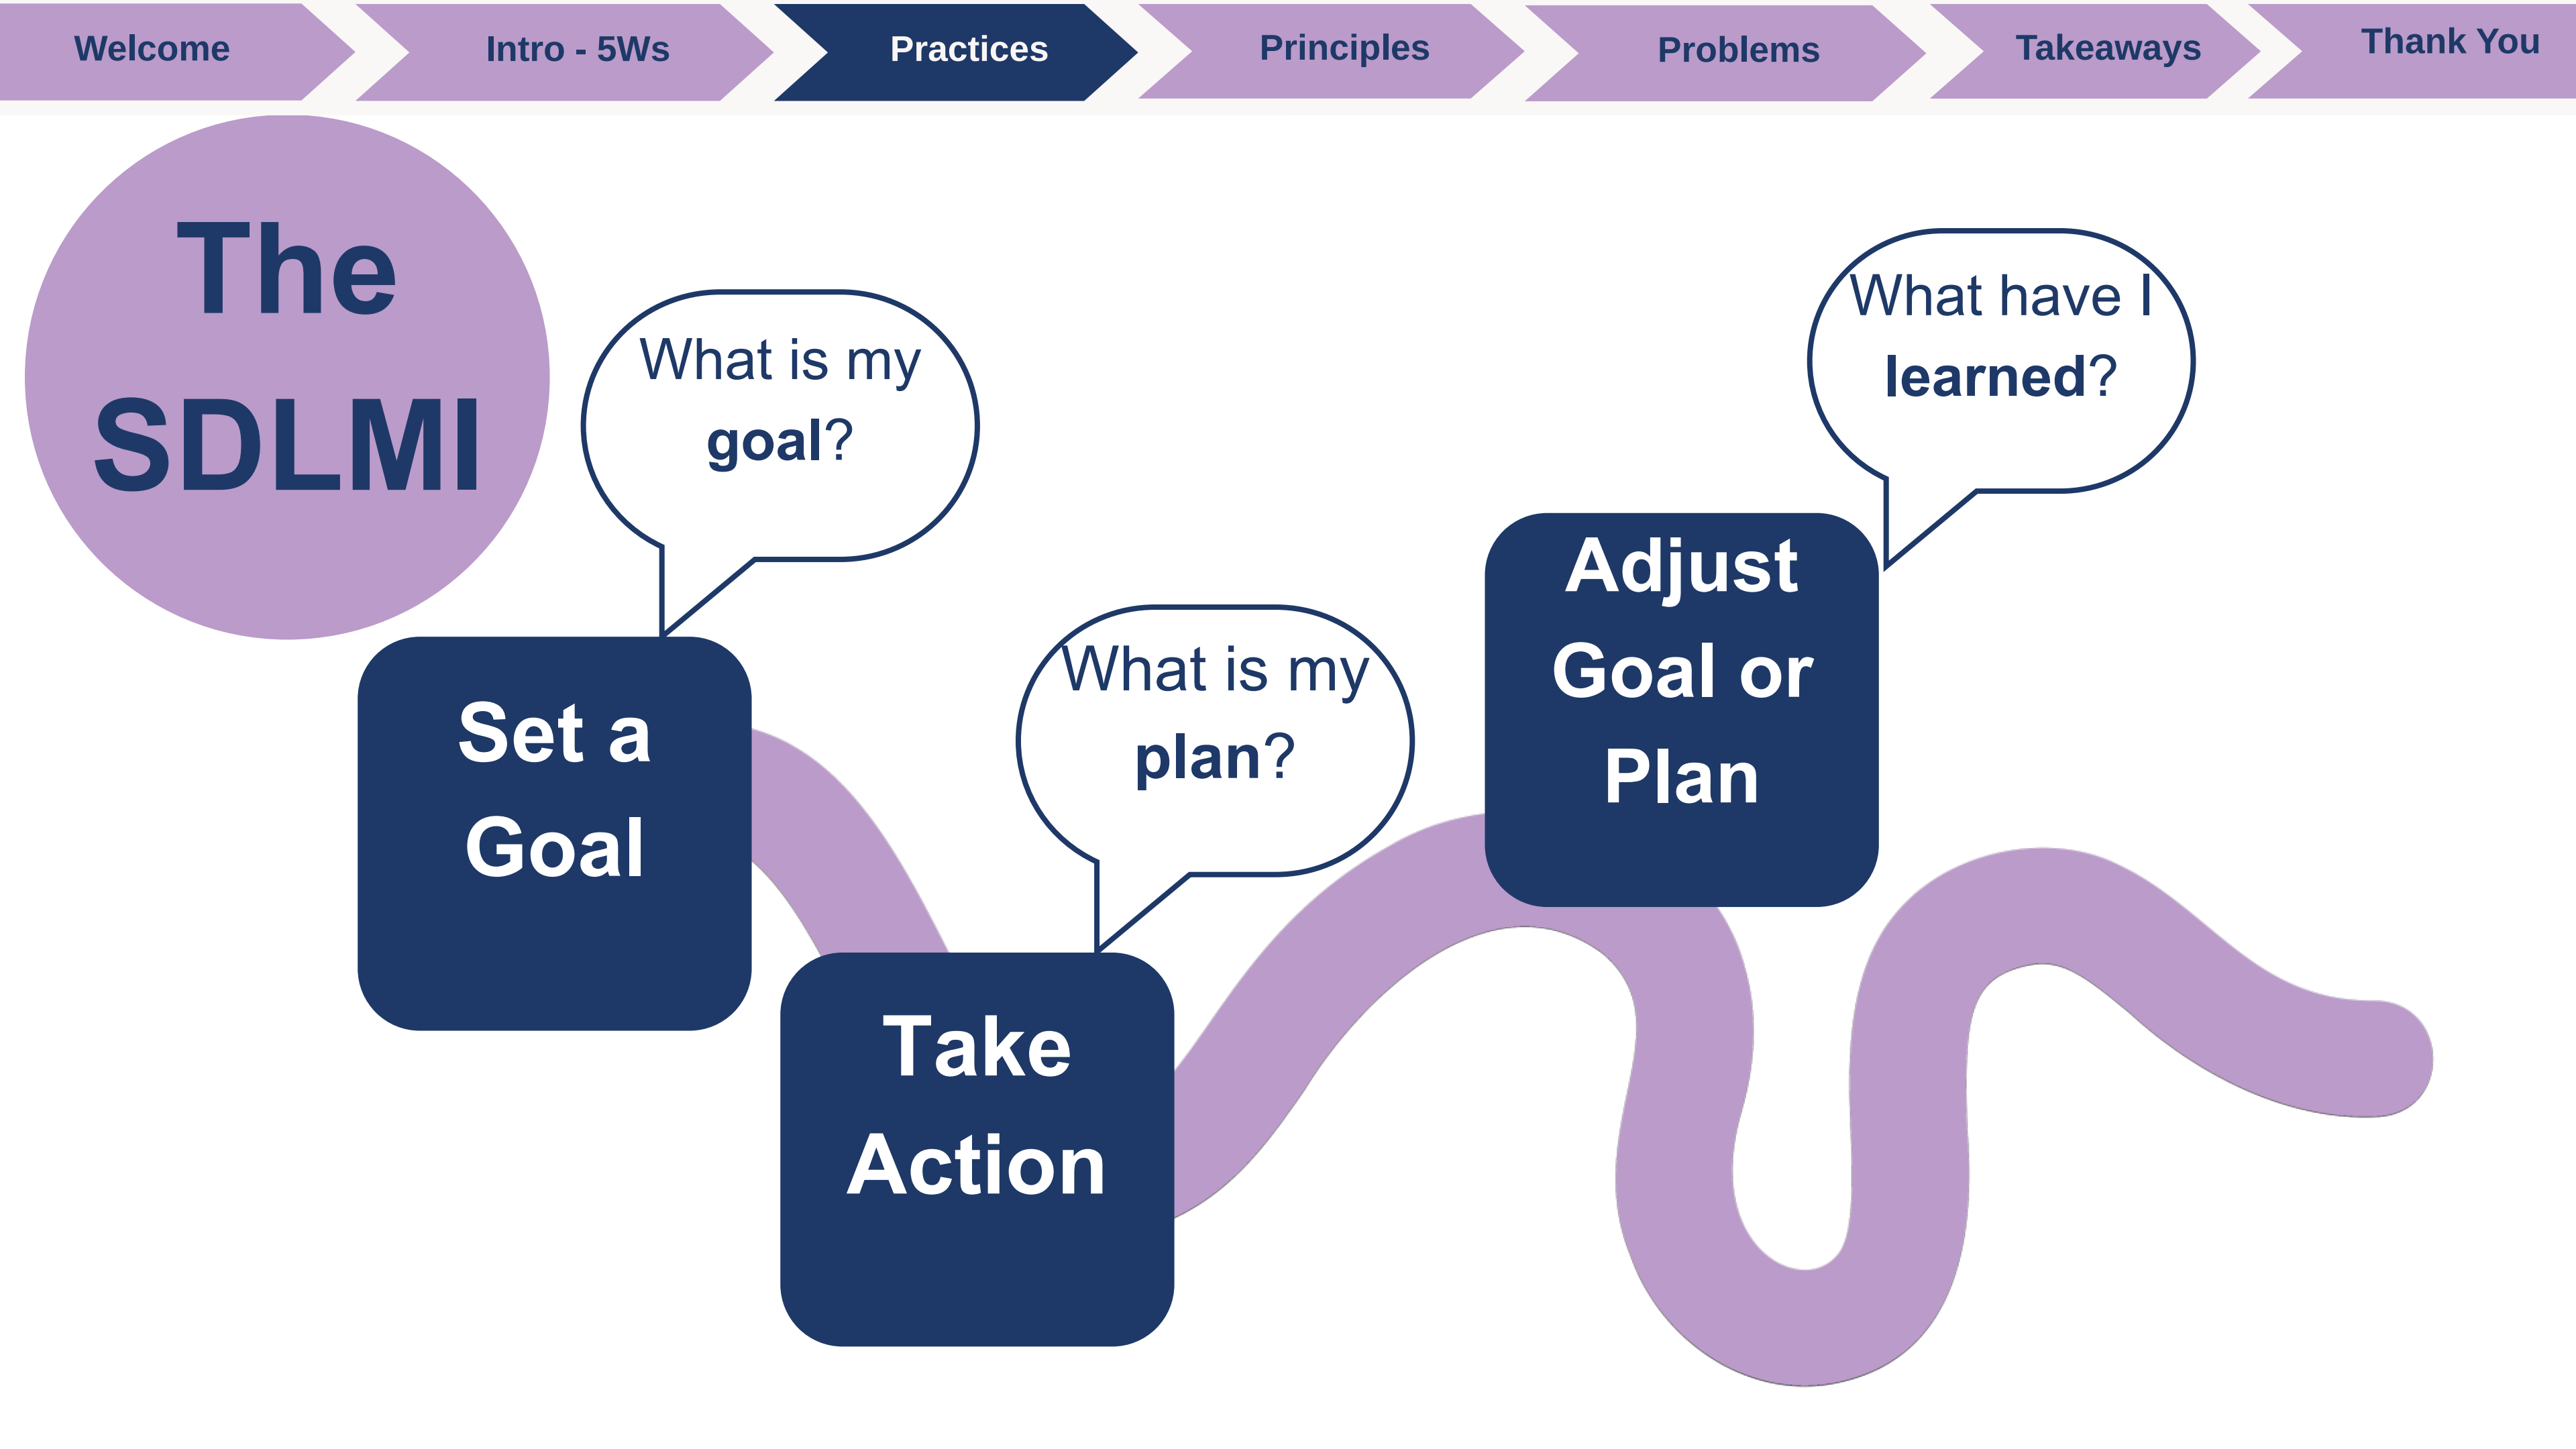 Welcome
Intro - 5Ws
Practices
Principles
Problems
Takeaways
Thank You
The
SDLMI
What is my
goal?
What have I
learned?
Set a
Goal
What is my
plan?
Adjust
Goal or
Plan
Take
Action